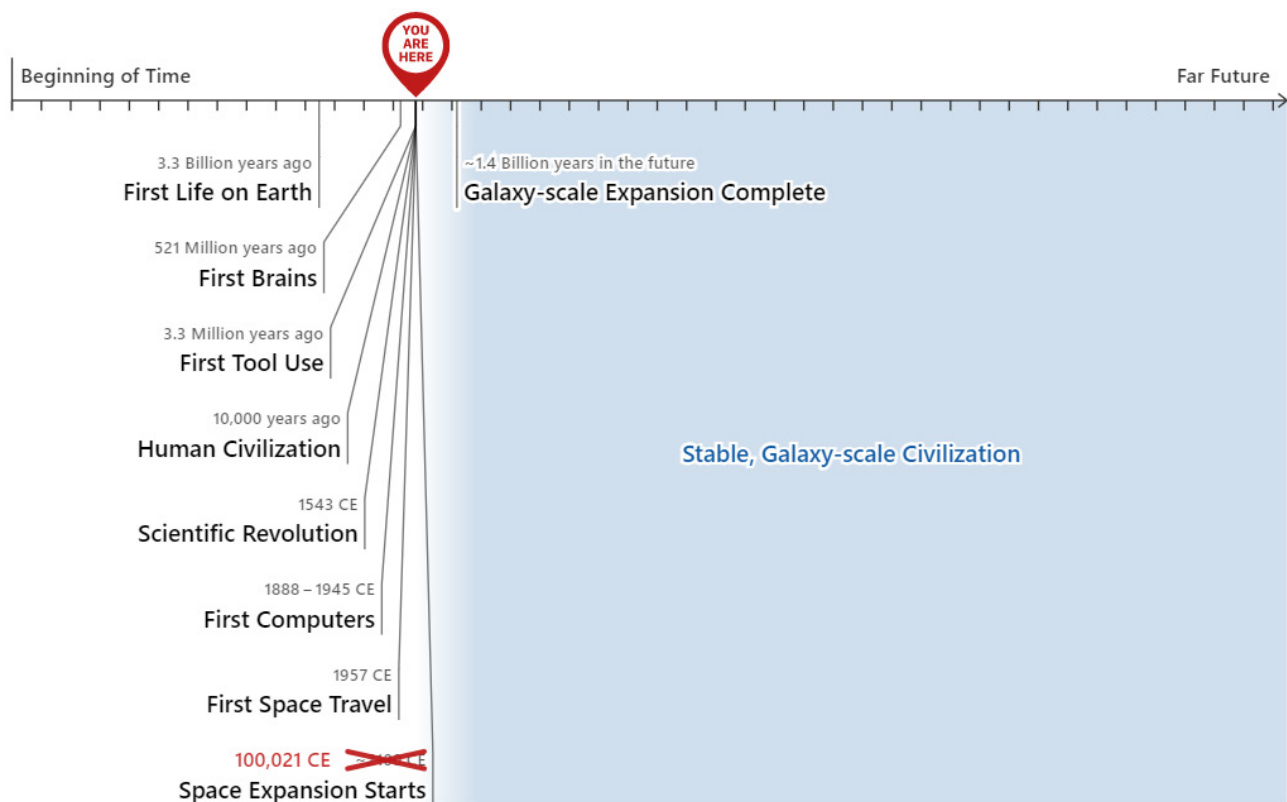 YOU
ARE
HERE
Beginning of Time
Far Future
3.3 Billion years ago
First Life on Earth
~1.4 Billion years in the future
Galaxy-scale Expansion Complete
521 Million years ago
First Brains
3.3 Million years ago
First Tool Use
10,000 years ago
Human Civilization
Stable, Galaxy-scale Civilization
1543 CE
Scientific Revolution
1888 – 1945 CE
First Computers
1957 CE
First Space Travel
100,021 CE
Space Expansion Starts